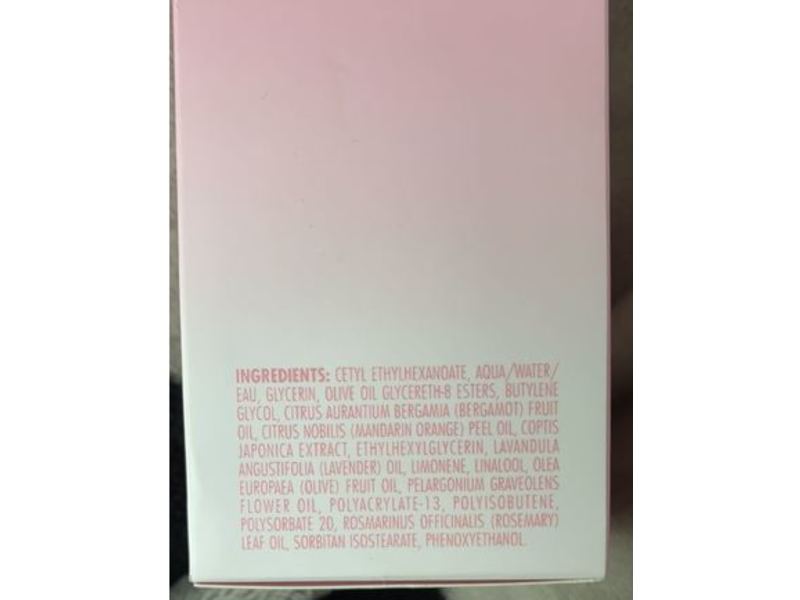 INGREDIENTS: CETYL ETHYLHEXANOATE, AQUA/WATER/
EAU, GLYCERIN, OLIVE OIL GLYCERETH-8 ESTERS, BUTYLENE
GLYCOL, CITRUS AURANTIUM BERGAMIA (BERGAMOT) FRUIT
OIL, CITRUS NOBILIS (MANDARIN ORANGE) PEEL OIL, COPTIS
JAPONICA EXTRACT, ETHYLHEXYLGLYCERIN, LAVANDULA
ANGUSTIFOLIA (LAVENDER) OIL, LIMONENE, LINALOOL, OLEA
EUROPAEA (OLIVE) FRUIT OIL, PELARGONIUM GRAVEOLENS
FLOWER OIL, POLYACRYLATE-13, POLYISOBUTENE,
POLYSORBATE 20, ROSMARINUS OFFICINALIS (ROSEMARY)
LEAF OIL, SORBITAN ISOSTEARATE, PHENOXYETHANOL.